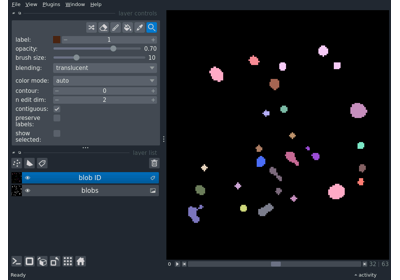 File View Plugins Window Help
layer controls
label: 1
opacity: 0.70
brush size: 10
blending: translucent
color mode: auto
contour: 0
n edit dim: 2
contiguous:
preserve
labels:
show
selected:
layer list
blob ID
blobs
32 63
Ready
activity